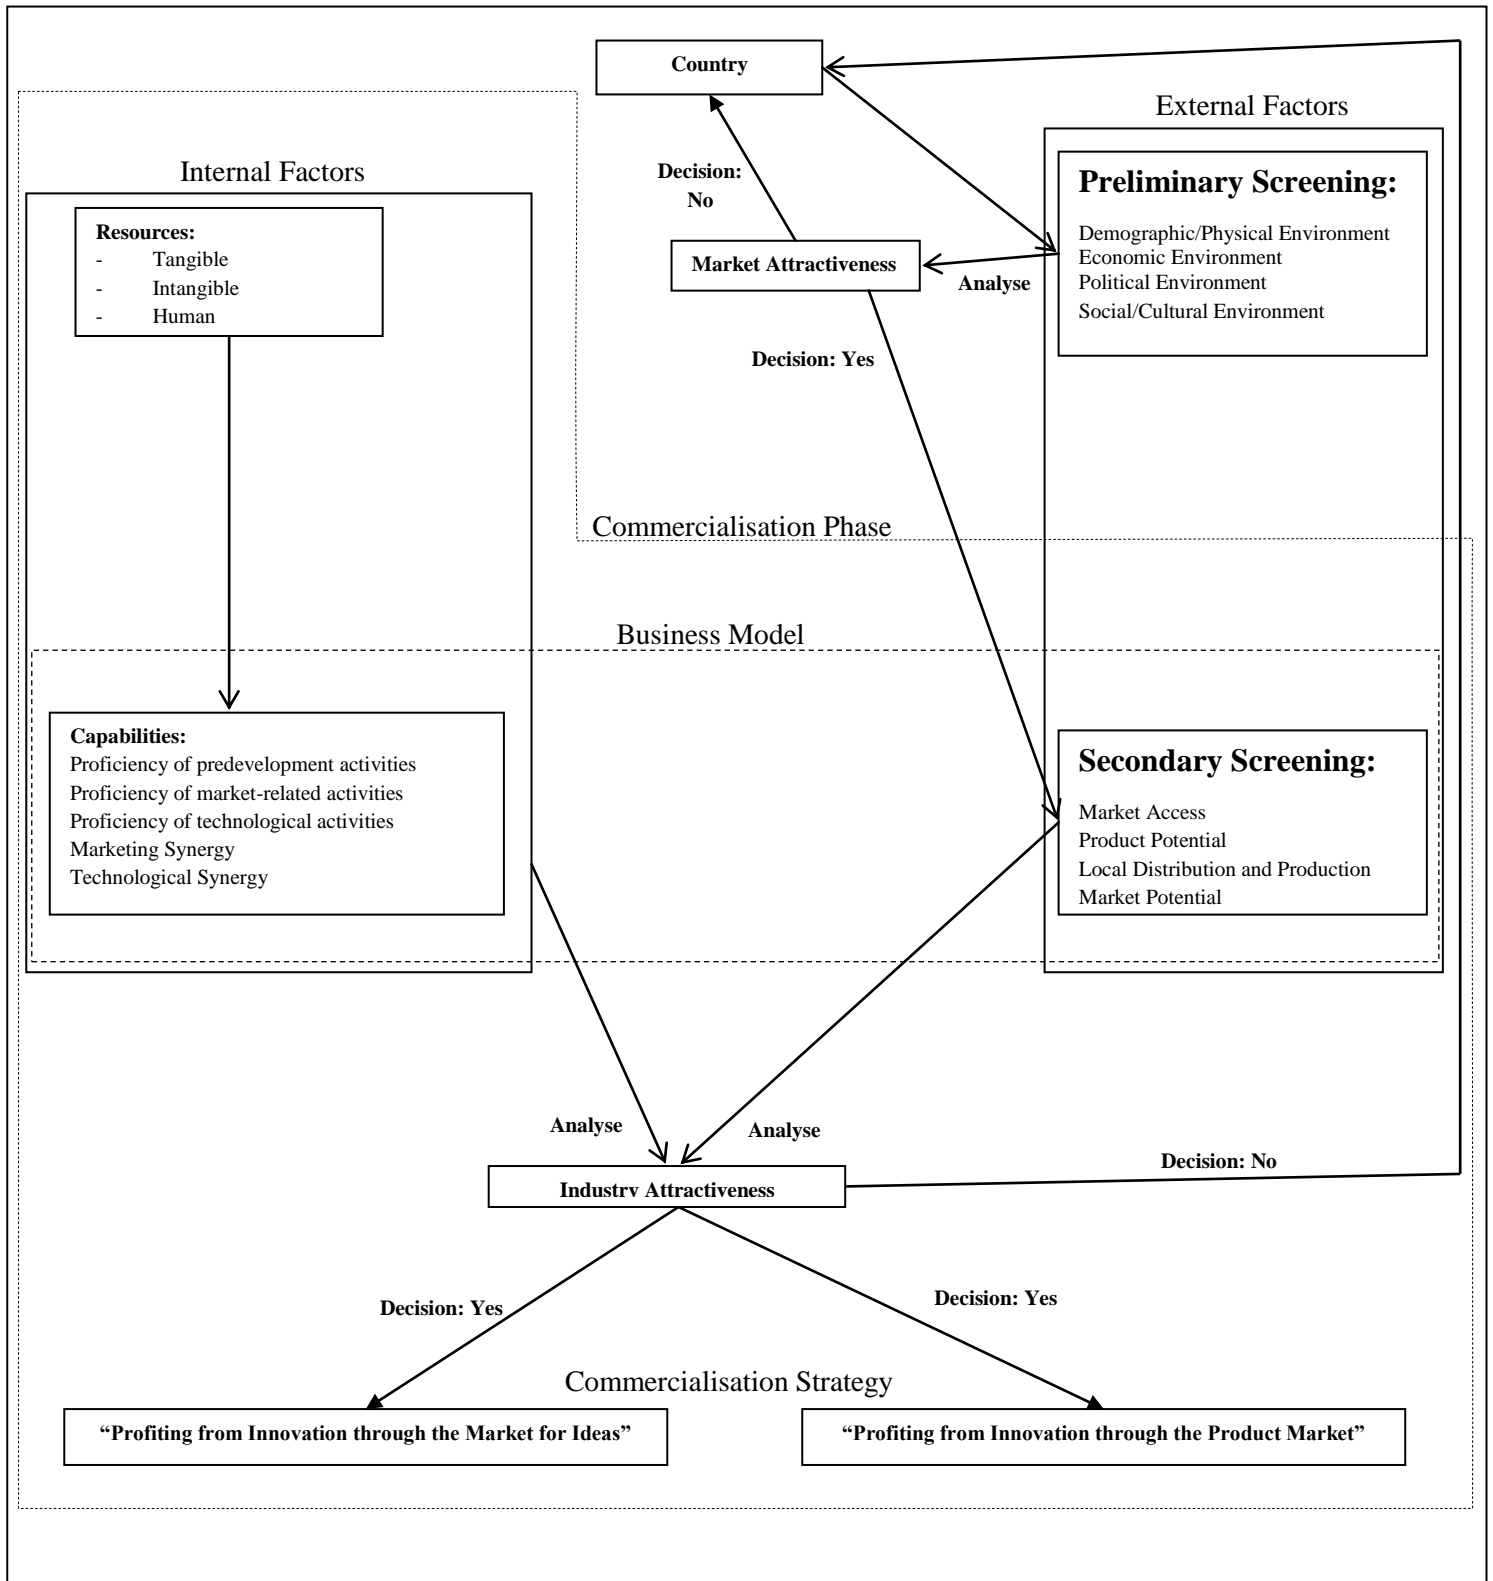 Country
External Factors
Internal Factors
Decision:
No
Preliminary Screening:
Demographic/Physical Environment
Economic Environment
Political Environment
Social/Cultural Environment
Resources:
- Tangible
- Intangible
- Human
Market Attractiveness
Analyse
Decision: Yes
Commercialisation Phase
Business Model
Capabilities:
Proficiency of predevelopment activities
Proficiency of market-related activities
Proficiency of technological activities
Marketing Synergy
Technological Synergy
Secondary Screening:
Market Access
Product Potential
Local Distribution and Production
Market Potential
Analyse
Analyse
Decision: No
Industry Attractiveness
Decision: Yes
Decision: Yes
Commercialisation Strategy
“Profiting from Innovation through the Market for Ideas”
“Profiting from Innovation through the Product Market”